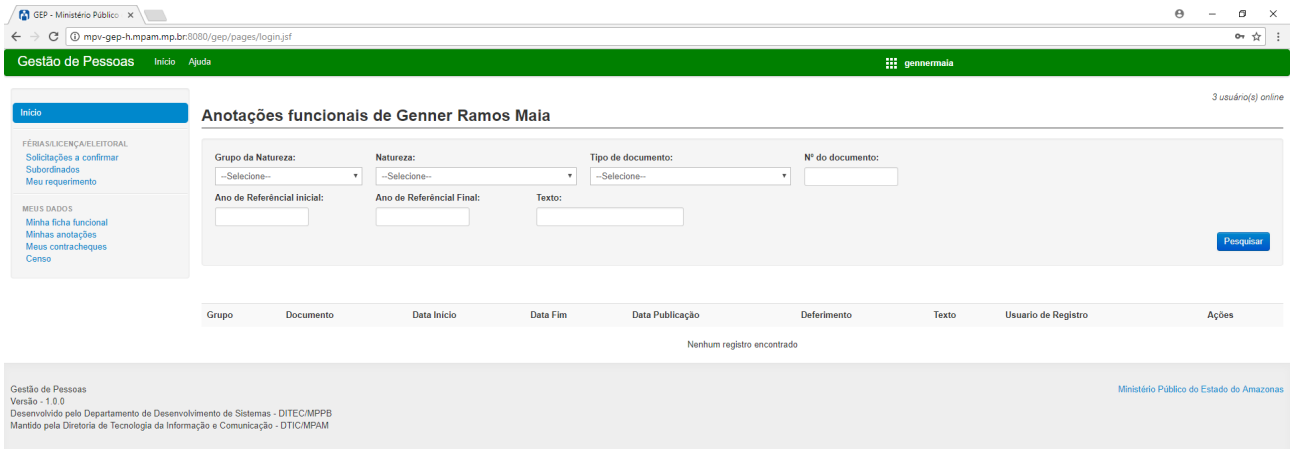 GEP - Ministério Público
mpv-gep-h.mpam.mp.br:8080/gep/pages/login.jsf
Gestão de Pessoas Início Ajuda gennermaia
3 usuário(s) online
Início
FÉRIAS/LICENÇA/ELEITORAL
Solicitações a confirmar
Subordinados
Meu requerimento
MEUS DADOS
Minha ficha funcional
Minhas anotações
Meus contracheques
Censo
Anotações funcionais de Genner Ramos Maia
Grupo da Natureza: Natureza: Tipo de documento: Nº do documento:
--Selecione-- --Selecione-- --Selecione--
Ano de Referêncial inicial: Ano de Referêncial Final: Texto:
Pesquisar
Grupo Documento Data Início Data Fim Data Publicação Deferimento Texto Usuario de Registro Ações
Nenhum registro encontrado
Gestão de Pessoas
Versão - 1.0.0
Desenvolvido pelo Departamento de Desenvolvimento de Sistemas - DITEC/MPPB
Mantido pela Diretoria de Tecnologia da Informação e Comunicação - DTIC/MPAM
Ministério Público do Estado do Amazonas